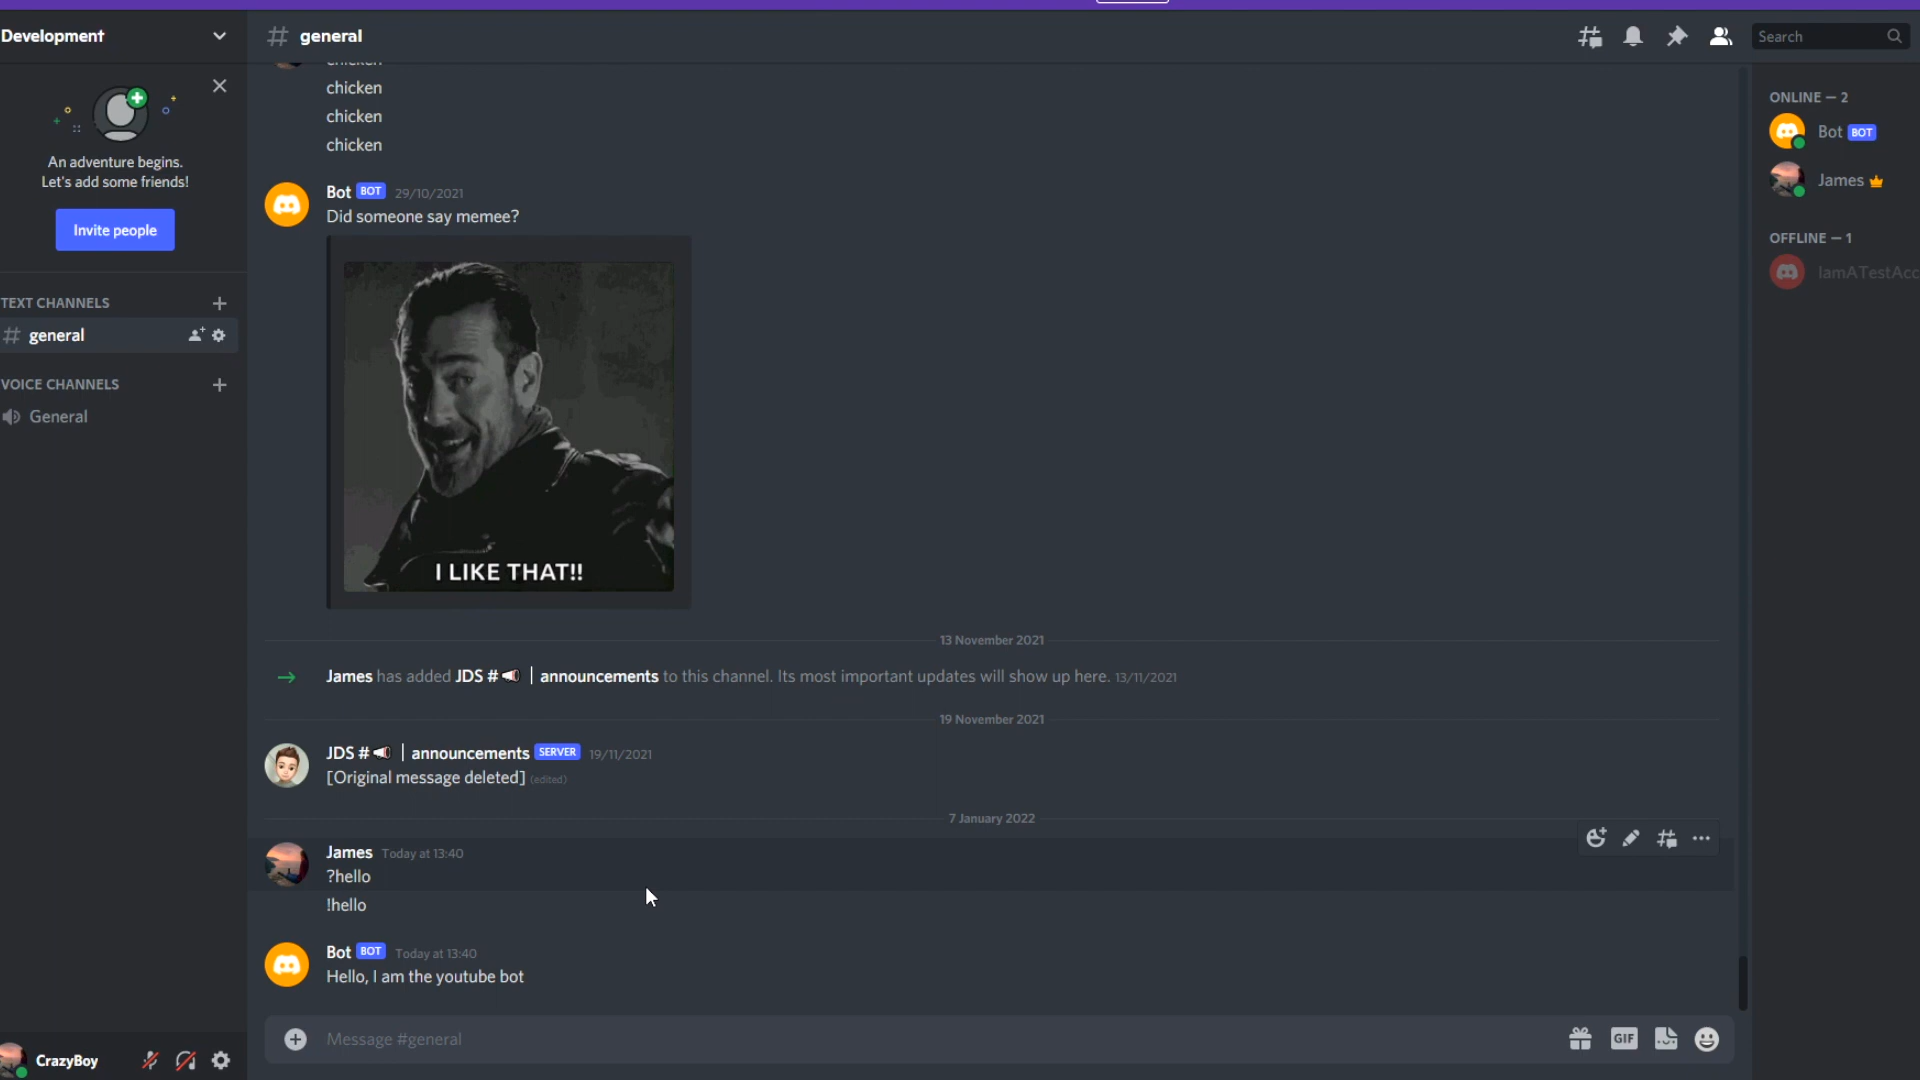 Development
general
Search
An adventure begins.
Let's add some friends!
Invite people
TEXT CHANNELS
general
VOICE CHANNELS
General
chicken
chicken
chicken
chicken
Bot BOT 29/10/2021
Did someone say memee?
I LIKE THAT!!
13 November 2021
James has added JDS # | announcements to this channel. Its most important updates will show up here. 13/11/2021
19 November 2021
JDS # | announcements SERVER 19/11/2021
[Original message deleted] (edited)
7 January 2022
James Today at 13:40
?hello
!hello
Bot BOT Today at 13:40
Hello, I am the youtube bot
Message #general
GIF
CrazyBoy
ONLINE — 2
Bot BOT
James
OFFLINE — 1
IamATestAcc